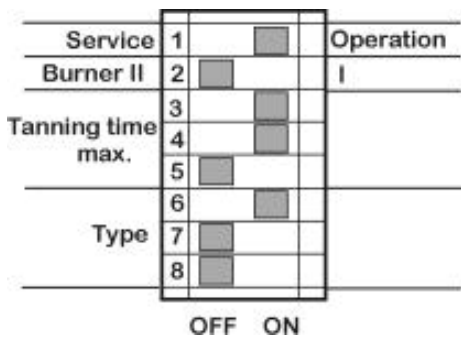 Service 1 Operation
Burner II 2 I
3
Tanning time 4
max.
5
6
Type 7
8
OFF ON